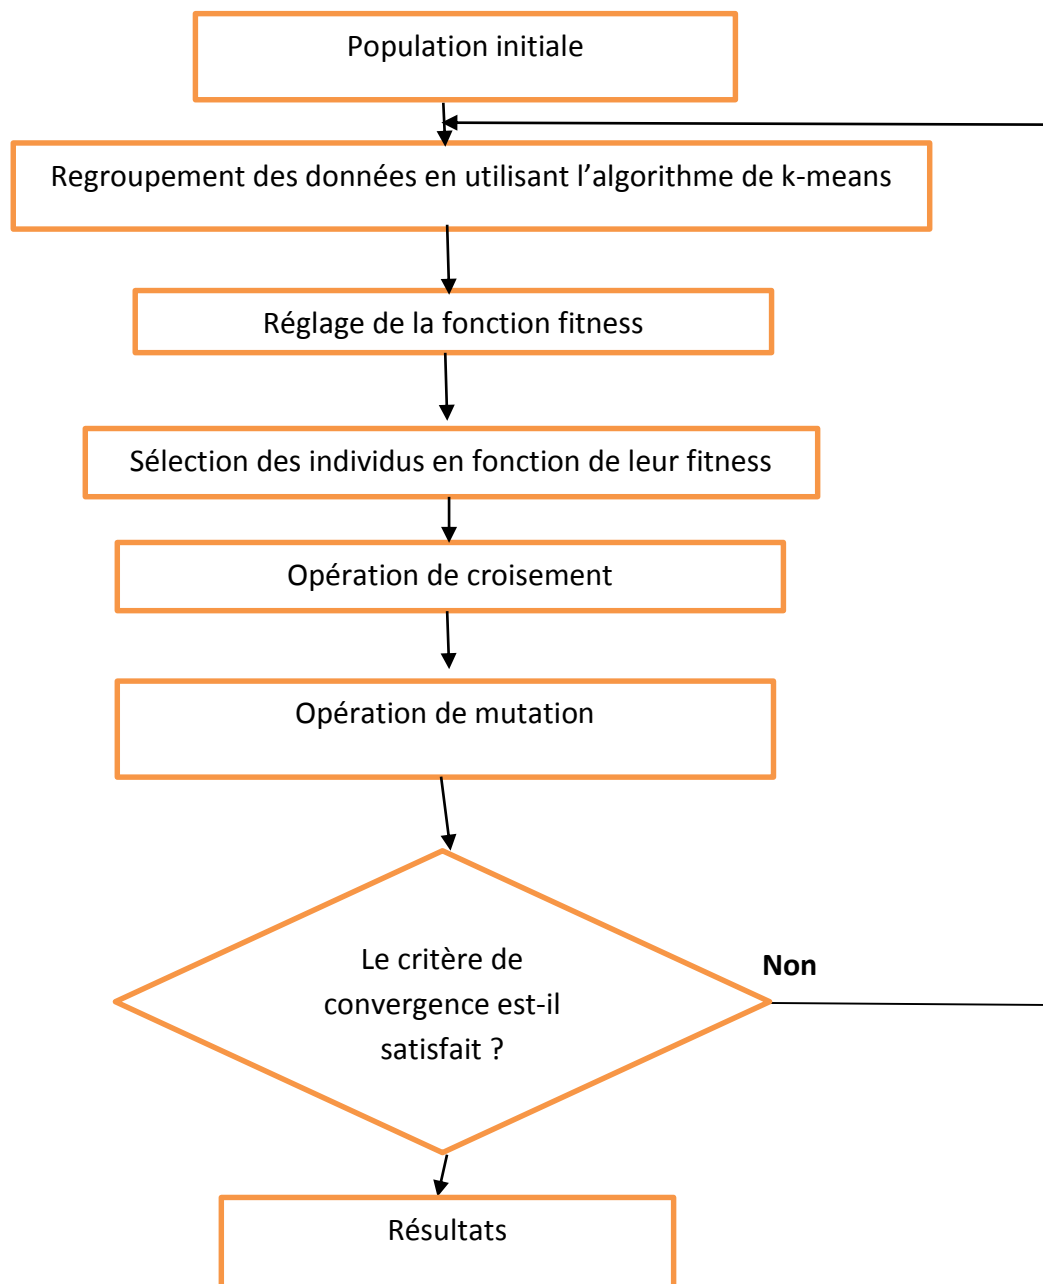 Population initiale
Regroupement des données en utilisant l’algorithme de k-means
Réglage de la fonction fitness
Sélection des individus en fonction de leur fitness
Opération de croisement
Opération de mutation
Le critère de
convergence est-il
satisfait ?
Non
Résultats